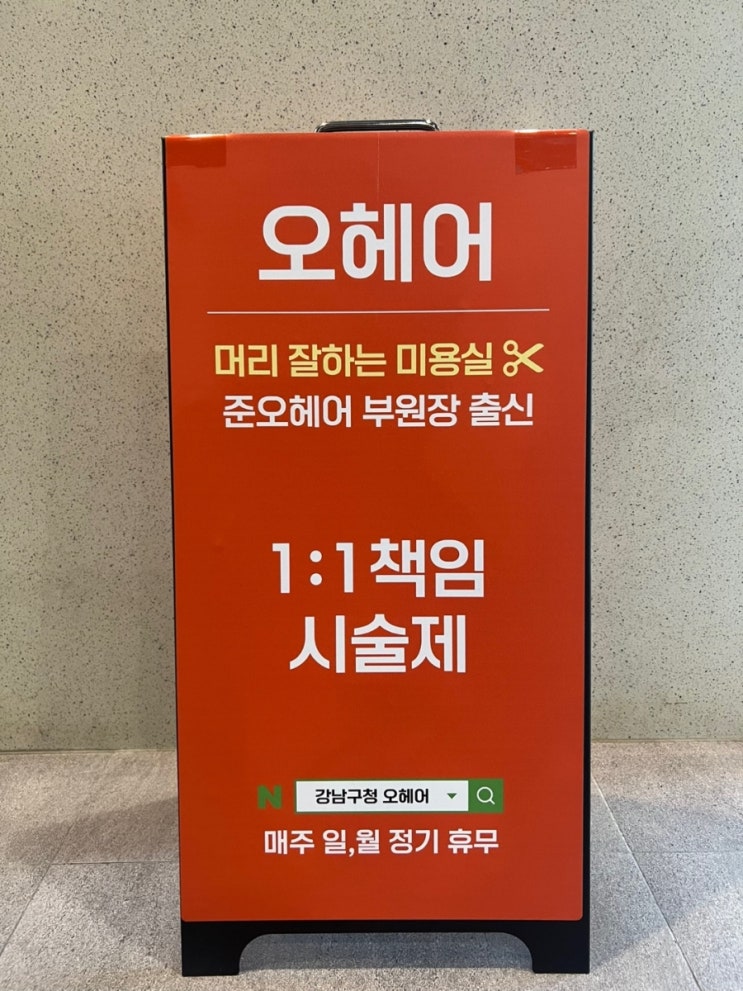 오헤어
머리 잘하는 미용실
준오헤어 부원장 출신
1:1 책임
시술제
N 강남구청 오헤어
매주 일,월 정기 휴무